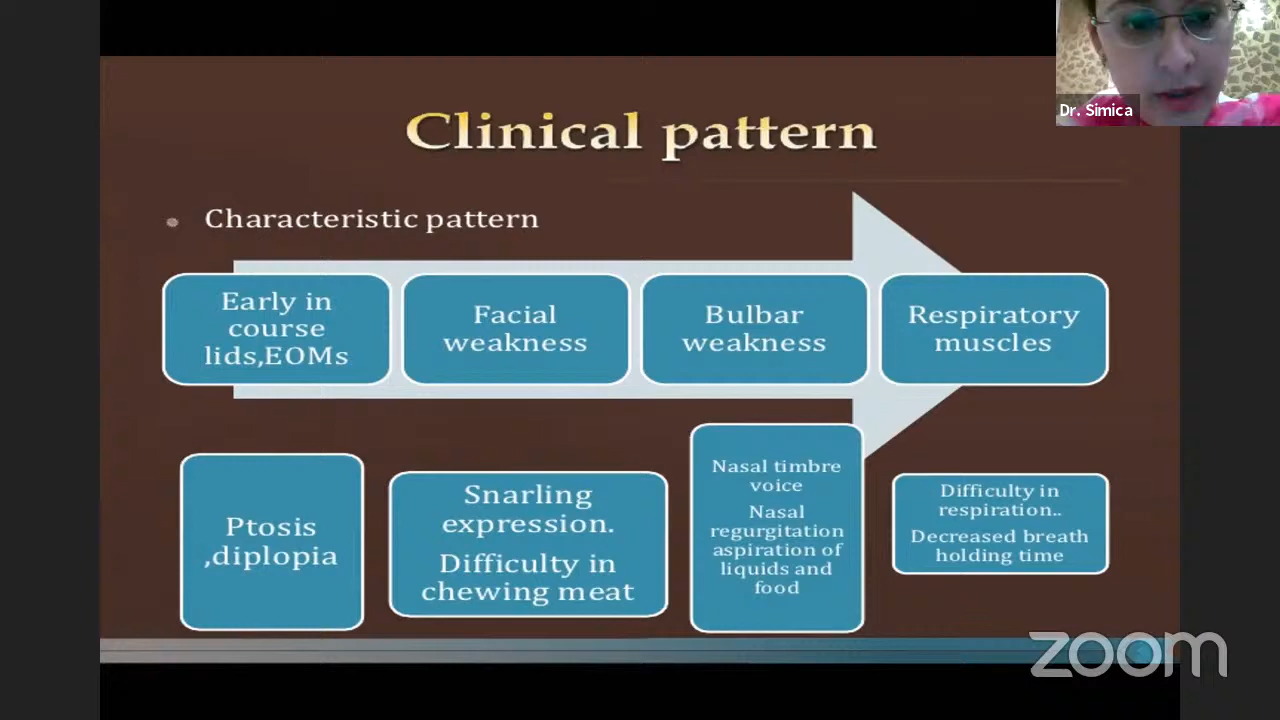 Dr. Simica
Clinical pattern
Characteristic pattern
Early in
course
lids,EOMs
Facial
weakness
Bulbar
weakness
Respiratory
muscles
Ptosis
,diplopia
Snarling
expression.
Difficulty in
chewing meat
Nasal timbre
voice
Nasal
regurgitation
aspiration of
liquids and
food
Difficulty in
respiration..
Decreased breath
holding time
zoom